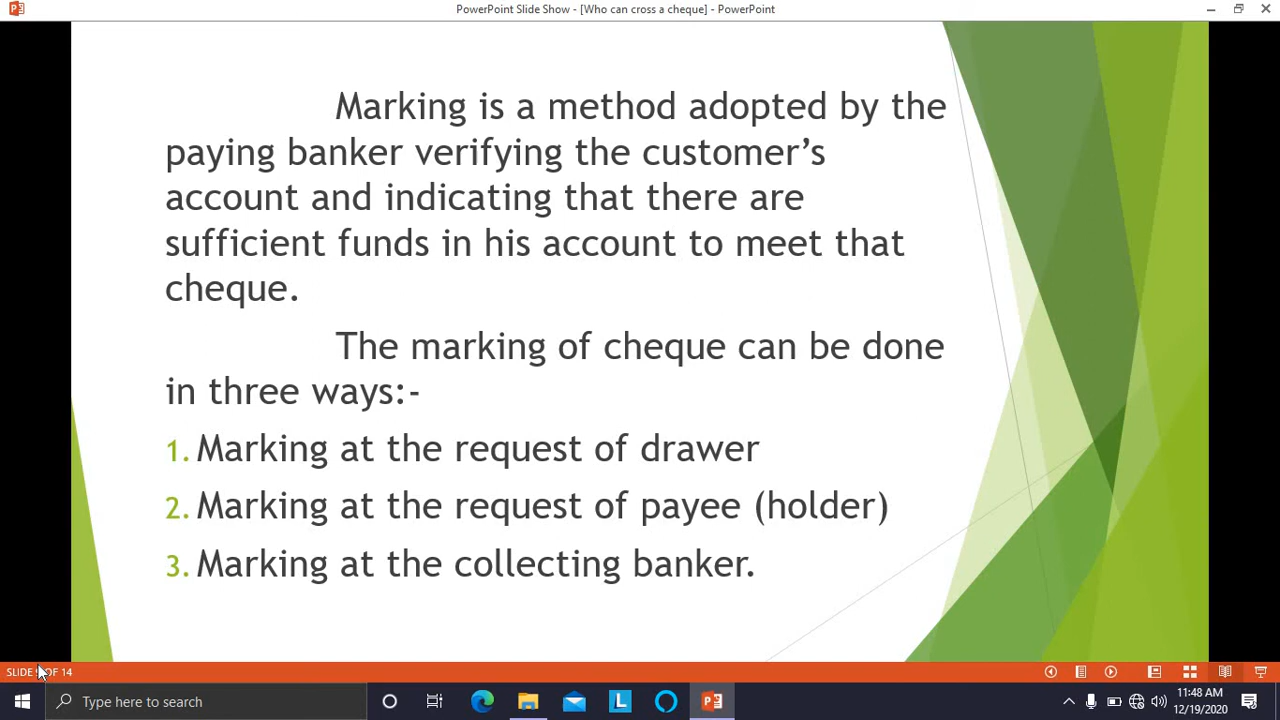 PowerPoint Slide Show - [Who can cross a cheque] - PowerPoint
Marking is a method adopted by the
paying banker verifying the customer’s
account and indicating that there are
sufficient funds in his account to meet that
cheque.
The marking of cheque can be done
in three ways:-
1. Marking at the request of drawer
2. Marking at the request of payee (holder)
3. Marking at the collecting banker.
SLIDE OF 14
Type here to search
L
11:48 AM
12/19/2020